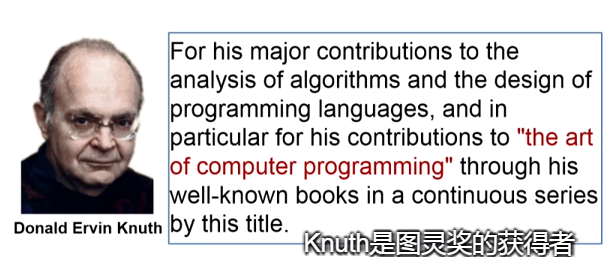 For his major contributions to the
analysis of algorithms and the design of
programming languages, and in
particular for his contributions to "the art
of computer programming" through his
well-known books in a continuous series
by this title.
Donald Ervin Knuth
Knuth是图灵奖的获得者